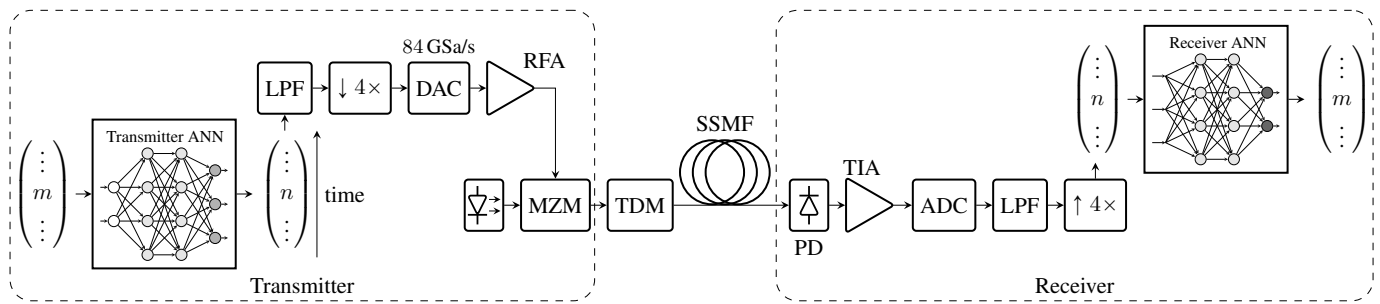 84 GSa/s
RFA
LPF
↓ 4×
DAC
Transmitter ANN
⋮
m
⋮
⋮
n
⋮
time
MZM
TDM
SSMF
Transmitter
PD
TIA
ADC
LPF
↑ 4×
⋮
n
⋮
Receiver ANN
⋮
m
⋮
Receiver